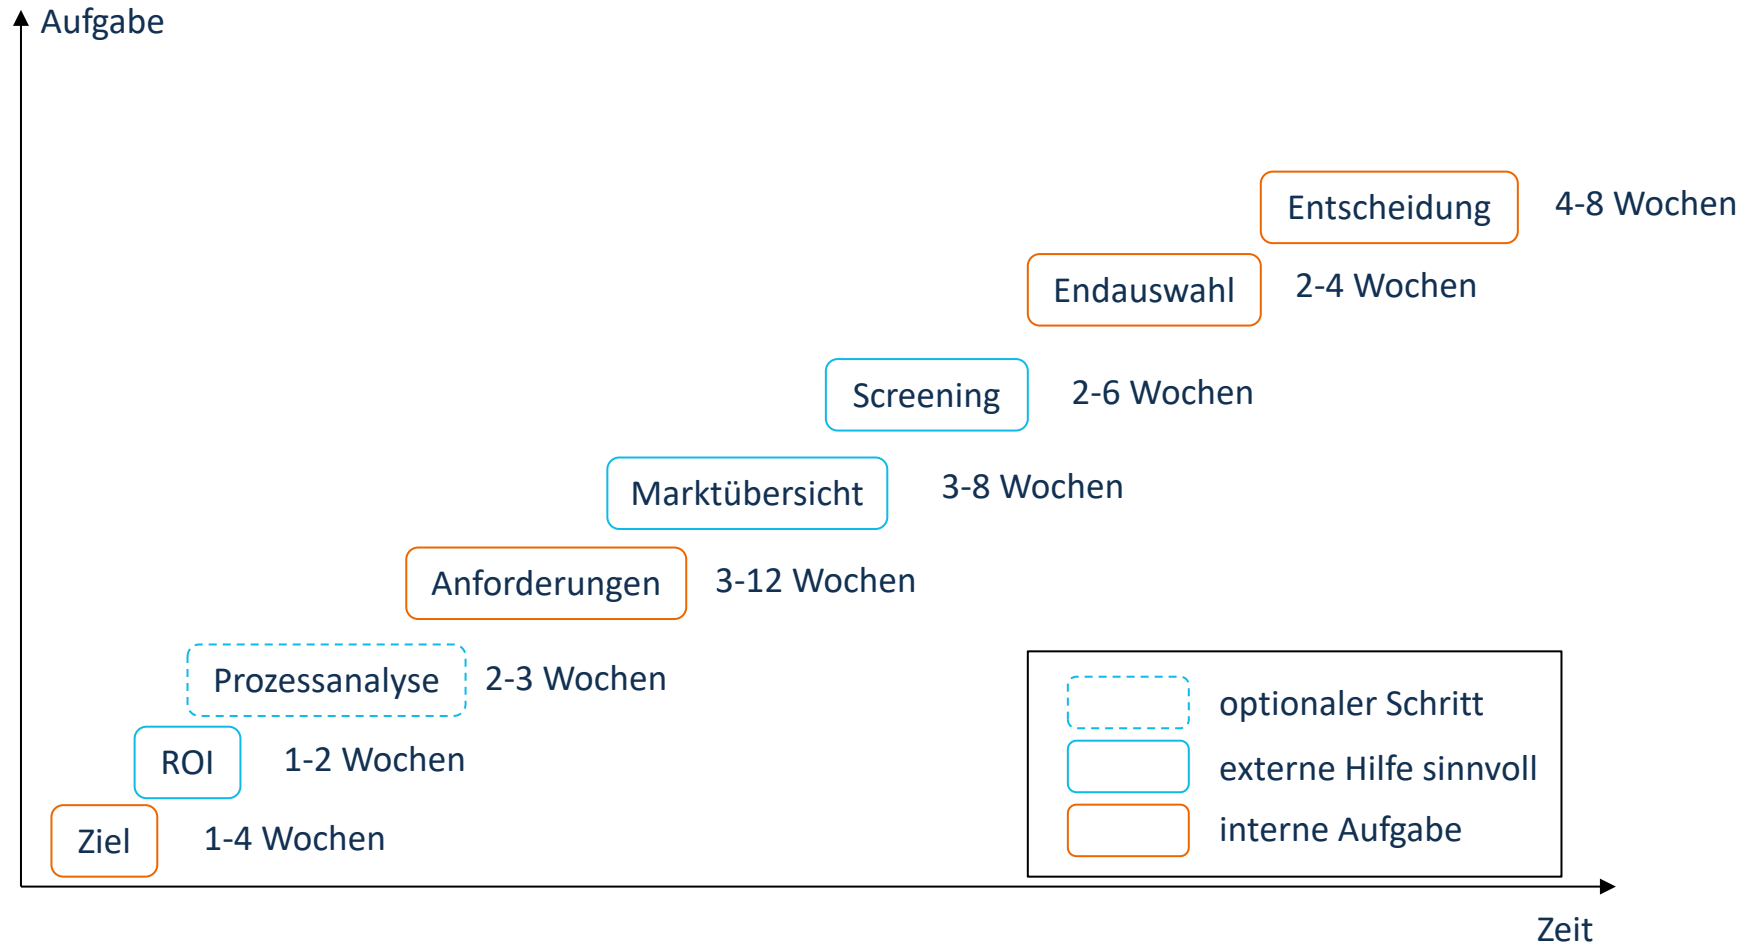 Aufgabe
Entscheidung 4-8 Wochen
Endauswahl 2-4 Wochen
Screening 2-6 Wochen
Marktübersicht 3-8 Wochen
Anforderungen 3-12 Wochen
Prozessanalyse 2-3 Wochen
ROI 1-2 Wochen
Ziel 1-4 Wochen
optionaler Schritt
externe Hilfe sinnvoll
interne Aufgabe
Zeit